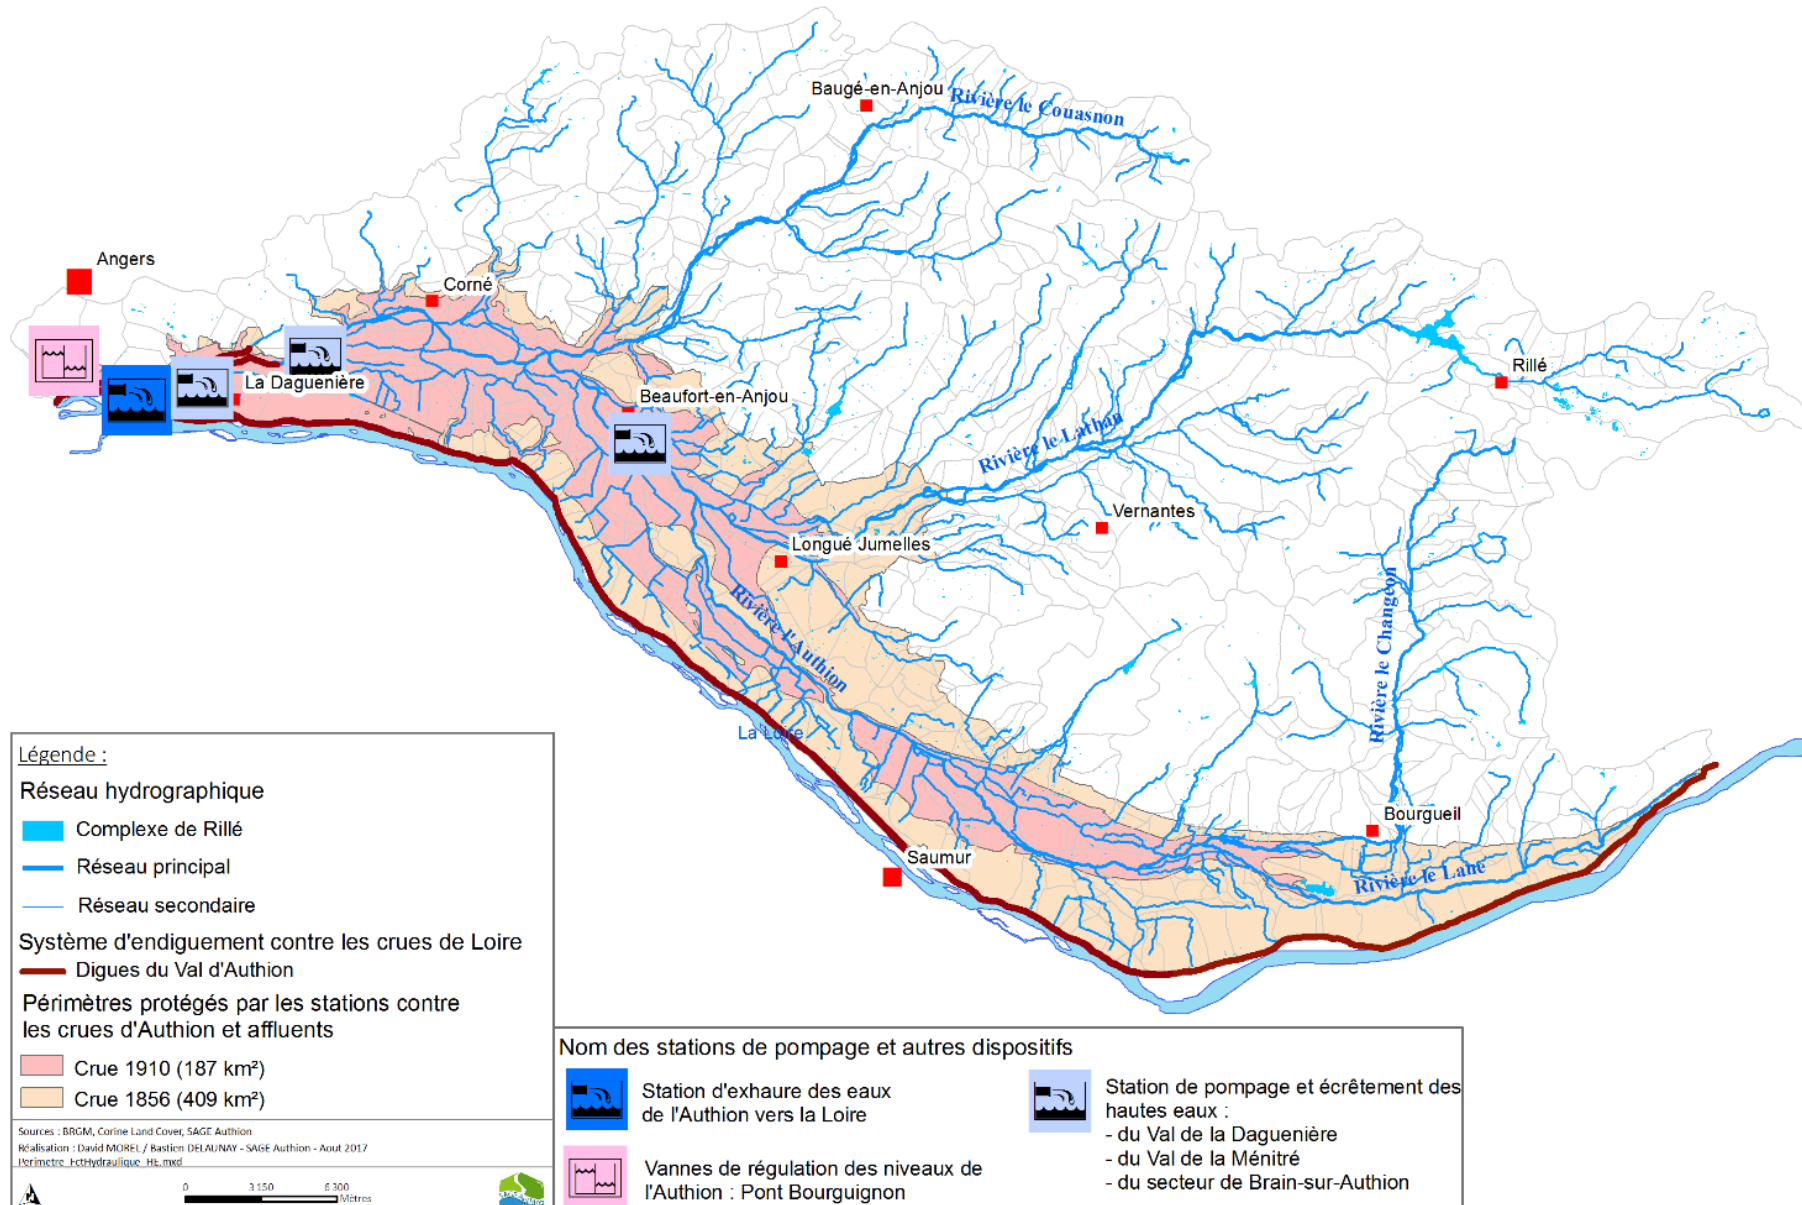 Baugé-en-Anjou
Rivière le Couasnon
Angers
Corné
La Daguenière
Beaufort-en-Anjou
Rillé
Rivière le Lathan
Vernantes
Longué Jumelles
Rivière l'Authion
Rivière le Changeon
La Loire
Bourgueil
Saumur
Rivière le Lane
Légende :
Réseau hydrographique
Complexe de Rillé
Réseau principal
Réseau secondaire
Système d'endiguement contre les crues de Loire
Digues du Val d'Authion
Périmètres protégés par les stations contre
les crues d'Authion et affluents
Crue 1910 (187 km²)
Crue 1856 (409 km²)
Sources : BRGM, Corine Land Cover, SAGE Authion
Réalisation : David MOREL / Bastien DELAUNAY - SAGE Authion - Aout 2017
Perimetre_FctHydraulique_HE.mxd
0 3 150 6 300
Mètres
Nom des stations de pompage et autres dispositifs
Station d'exhaure des eaux
de l'Authion vers la Loire
Vannes de régulation des niveaux de
l'Authion : Pont Bourguignon
Station de pompage et écrêtement des
hautes eaux :
- du Val de la Daguenière
- du Val de la Ménitré
- du secteur de Brain-sur-Authion